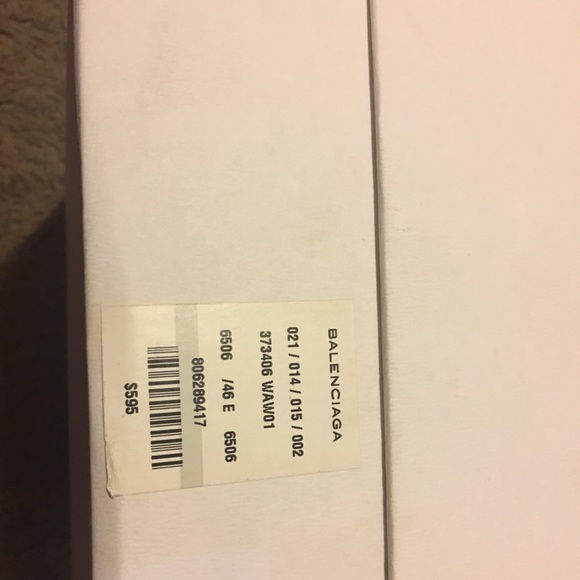 BALENCIAGA
021 / 014 / 015 / 002
373406 WAW01
6506 /46 E 6506
806289417
$595